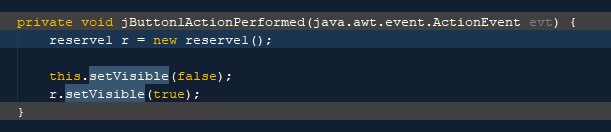 private void jButton1ActionPerformed(java.awt.event.ActionEvent evt) {
reservel r = new reservel();
this.setVisible(false);
r.setVisible(true);
}